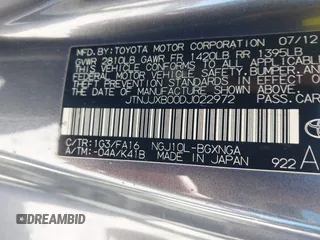 MFD BY: TOYOTA MOTOR CORPORATION 07/12
GVWR 2810LB GAWR FR 1420LB RR 1395LB
THIS VEHICLE CONFORMS TO ALL APPLICABLE
FEDERAL MOTOR VEHICLE SAFETY, BUMPER, AND
THEFT PREVENTION STANDARDS IN EFFECT ON
THE DATE OF MANUFACTURE SHOWN ABOVE.
JTNJJXB00DJ022972 PASS.CAR
C/TR: 1G3/FA16 NGJ10L-BGXNGA
A/TM: -04A/K41B MADE IN JAPAN 922 A
AUTOBIDMASTER